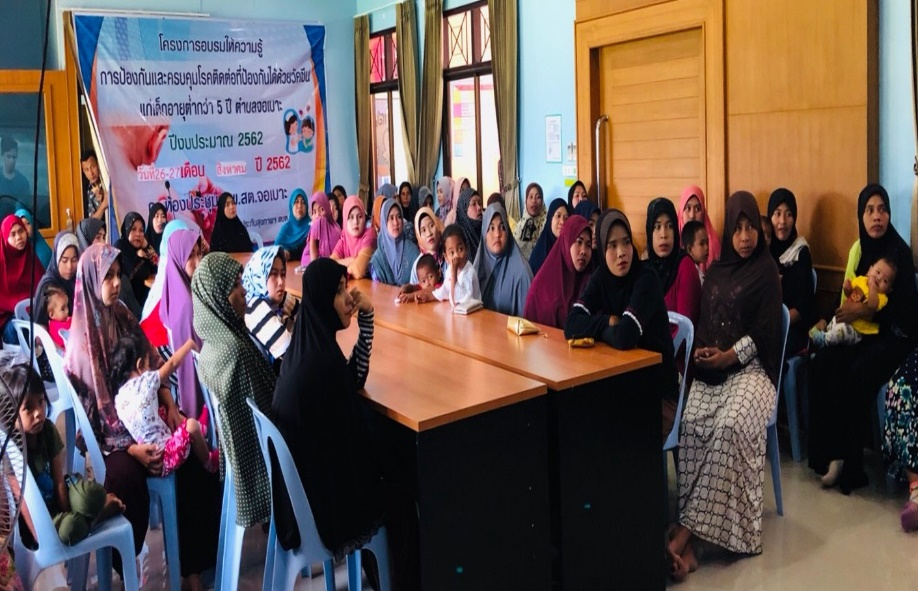 โครงการอบรมให้ความรู้
การป้องกันและควบคุมโรคติดต่อที่ป้องกันได้ด้วยวัคซีน
แก่เด็กอายุต่ำกว่า 5 ปี ตำบลจอเบาะ
ปีงบประมาณ 2562
วันที่26-27เดือน สิงหาคม ปี 2562
ห้องประชุม รพ.สต.จอเบาะ